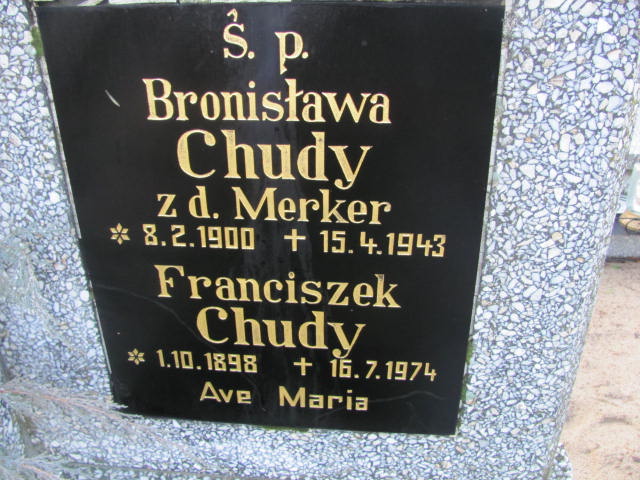 Ś. p.
Bronisława
Chudy
z d. Merker
* 8.2.1900 + 15.4.1943
Franciszek
Chudy
* 1.10.1898 + 16.7.1974
Ave Maria